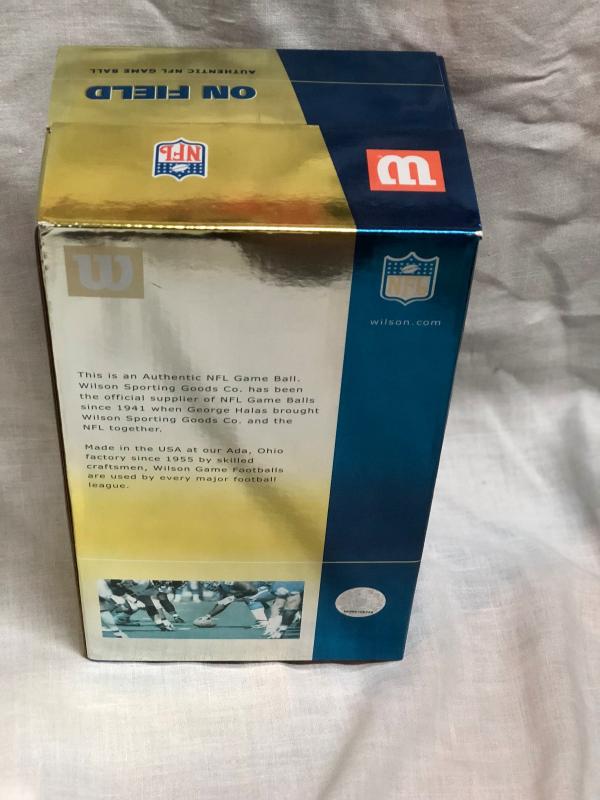 AUTHENTIC NFL GAME BALL
ON FIELD
NFL
W
W
NFL
wilson.com
This is an Authentic NFL Game Ball.
Wilson Sporting Goods Co. has been
the official supplier of NFL Game Balls
since 1941 when George Halas brought
Wilson Sporting Goods Co. and the
NFL together.
Made in the USA at our Ada, Ohio
factory since 1955 by skilled
craftsmen, Wilson Game Footballs
are used by every major football
league.